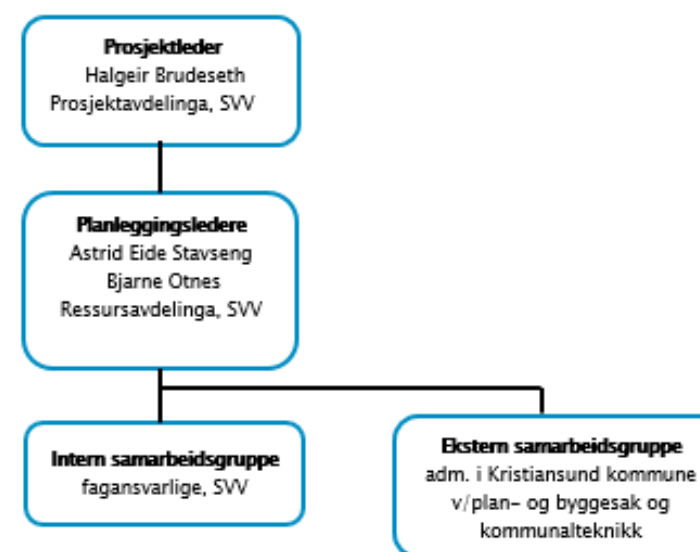 Prosjektleder
Halgeir Brudeseth
Prosjektavdelinga, SVV
Planleggingsledere
Astrid Eide Stavseng
Bjarne Otnes
Ressursavdelinga, SVV
Intern samarbeidsgruppe
fagansvarlige, SVV
Ekstern samarbeidsgruppe
adm. i Kristiansund kommune
v/plan- og byggesak og
kommunalteknikk